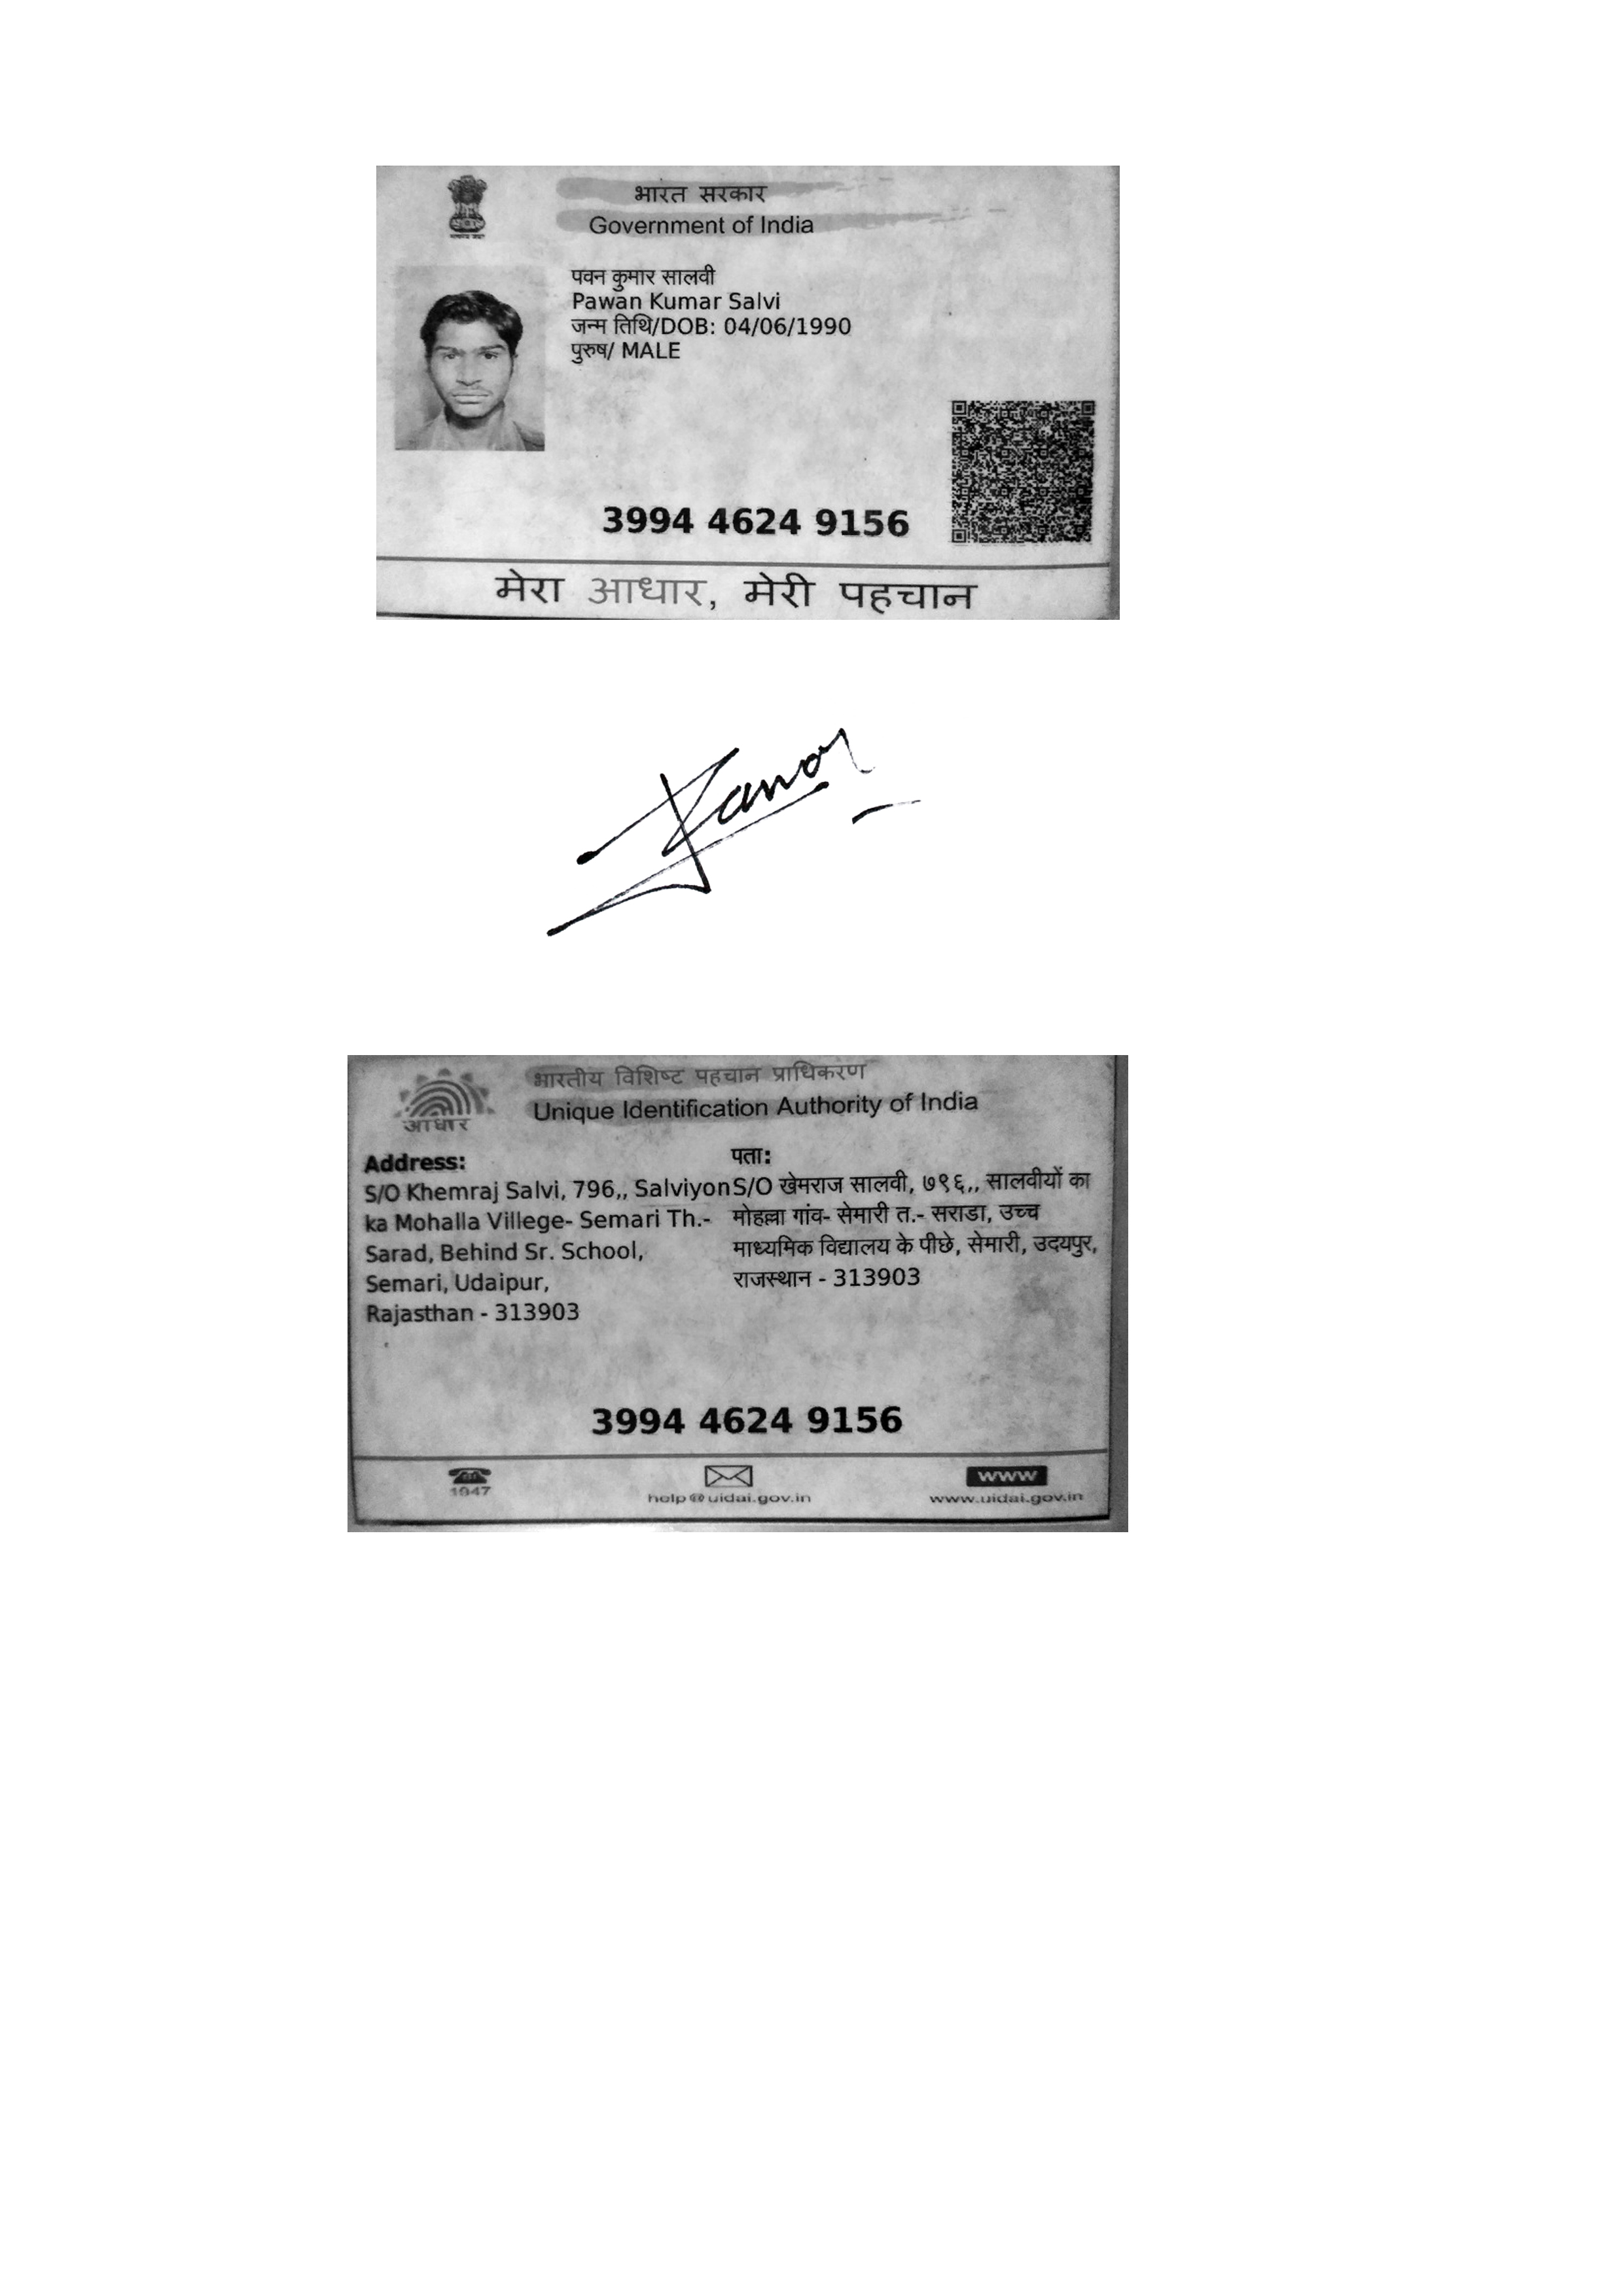 भारत सरकार
Government of India
पवन कुमार सालवी
Pawan Kumar Salvi
जन्म तिथि/DOB: 04/06/1990
पुरुष/ MALE
3994 4624 9156
मेरा आधार, मेरी पहचान
भारतीय विशिष्ट पहचान प्राधिकरण
Unique Identification Authority of India
आधार
Address:
S/O Khemraj Salvi, 796,, Salviyon
ka Mohalla Villege- Semari Th.-
Sarad, Behind Sr. School,
Semari, Udaipur,
Rajasthan - 313903
पता:
S/O खेमराज सालवी, ७९६,, सालवीयों का
मोहल्ला गांव- सेमारी त.- सराडा, उच्च
माध्यमिक विद्यालय के पीछे, सेमारी, उदयपुर,
राजस्थान - 313903
3994 4624 9156
1947
help@uidai.gov.in
www
www.uidai.gov.in